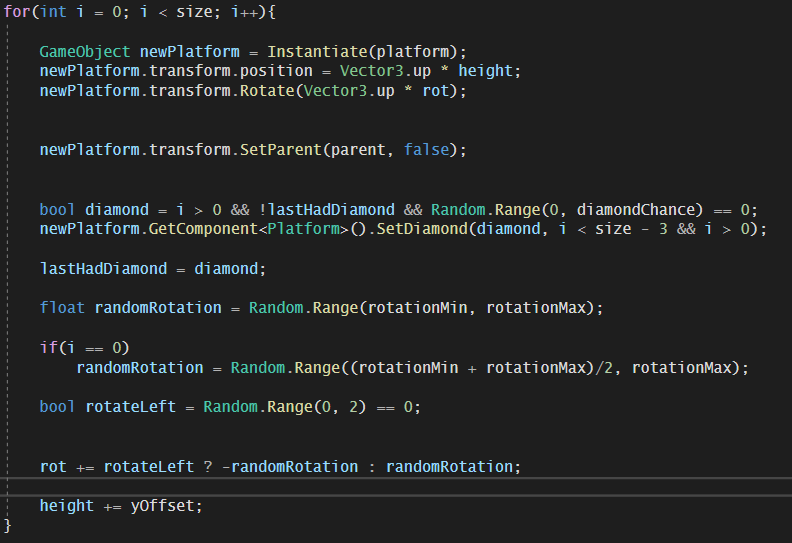 for(int i = 0; i < size; i++){
GameObject newPlatform = Instantiate(platform);
newPlatform.transform.position = Vector3.up * height;
newPlatform.transform.Rotate(Vector3.up * rot);
newPlatform.transform.SetParent(parent, false);
bool diamond = i > 0 && !lastHadDiamond && Random.Range(0, diamondChance) == 0;
newPlatform.GetComponent<Platform>().SetDiamond(diamond, i < size - 3 && i > 0);
lastHadDiamond = diamond;
float randomRotation = Random.Range(rotationMin, rotationMax);
if(i == 0)
randomRotation = Random.Range((rotationMin + rotationMax)/2, rotationMax);
bool rotateLeft = Random.Range(0, 2) == 0;
rot += rotateLeft ? -randomRotation : randomRotation;
height += yOffset;
}